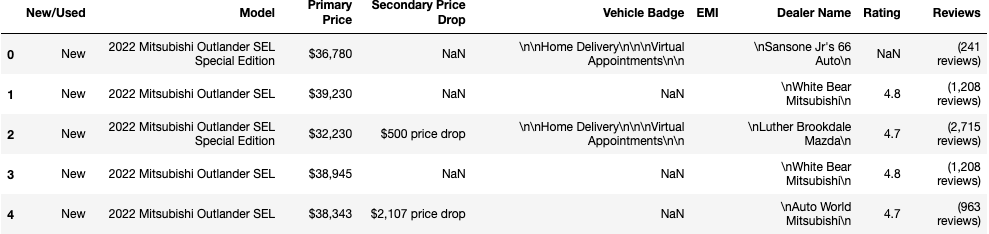 New/Used Model Primary Price Secondary Price Drop Vehicle Badge EMI Dealer Name Rating Reviews
0 New 2022 Mitsubishi Outlander SEL Special Edition $36,780 NaN \n\nHome Delivery\n\n\nVirtual Appointments\n\n \nSansone Jr's 66 Auto\n NaN (241 reviews)
1 New 2022 Mitsubishi Outlander SEL $39,230 NaN NaN \nWhite Bear Mitsubishi\n 4.8 (1,208 reviews)
2 New 2022 Mitsubishi Outlander SEL Special Edition $32,230 $500 price drop \n\nHome Delivery\n\n\nVirtual Appointments\n\n \nLuther Brookdale Mazda\n 4.7 (2,715 reviews)
3 New 2022 Mitsubishi Outlander SEL $38,945 NaN NaN \nWhite Bear Mitsubishi\n 4.8 (1,208 reviews)
4 New 2022 Mitsubishi Outlander SEL $38,343 $2,107 price drop NaN \nAuto World Mitsubishi\n 4.7 (963 reviews)